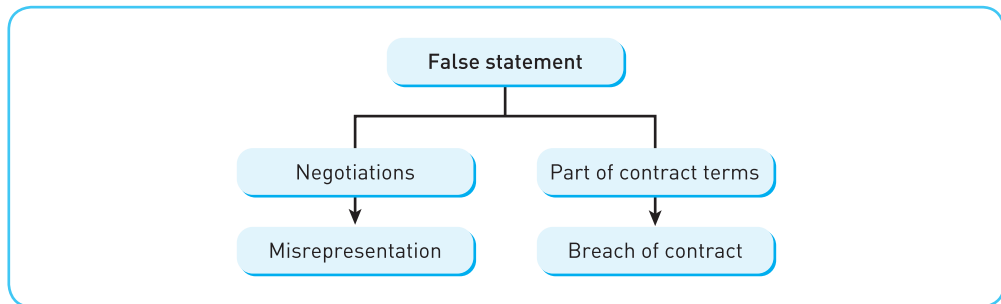 False statement
Negotiations
Part of contract terms
Misrepresentation
Breach of contract